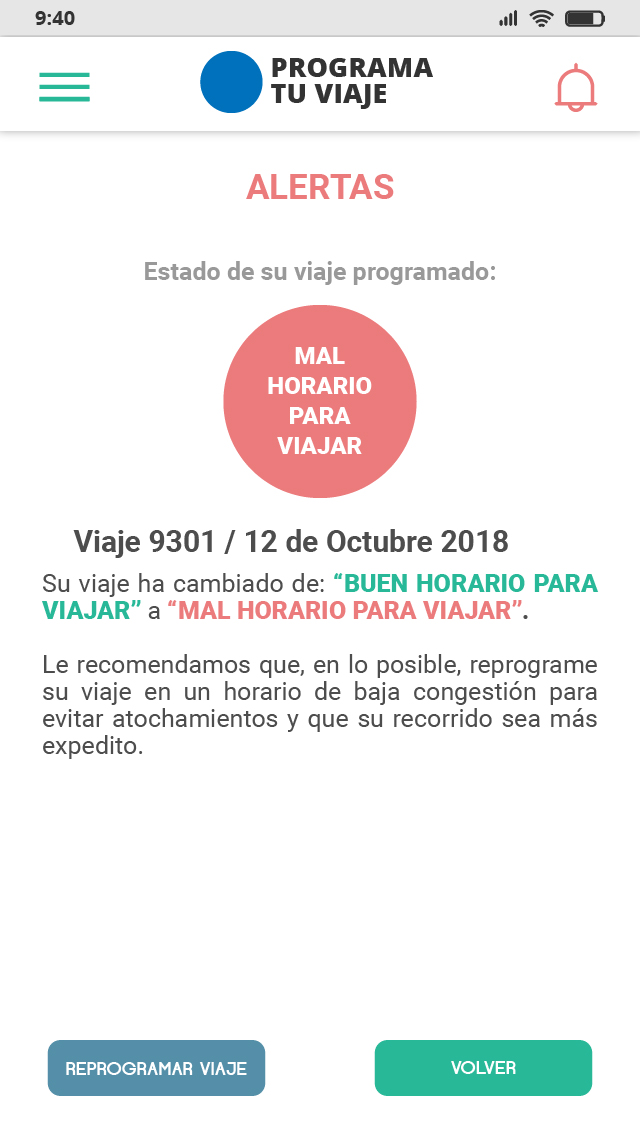 9:40
PROGRAMA
TU VIAJE
ALERTAS
Estado de su viaje programado:
MAL
HORARIO
PARA
VIAJAR
Viaje 9301 / 12 de Octubre 2018
Su viaje ha cambiado de: “BUEN HORARIO PARA
VIAJAR” a “MAL HORARIO PARA VIAJAR”.
Le recomendamos que, en lo posible, reprograme
su viaje en un horario de baja congestión para
evitar atochamientos y que su recorrido sea más
expedito.
REPROGRAMAR VIAJE
VOLVER